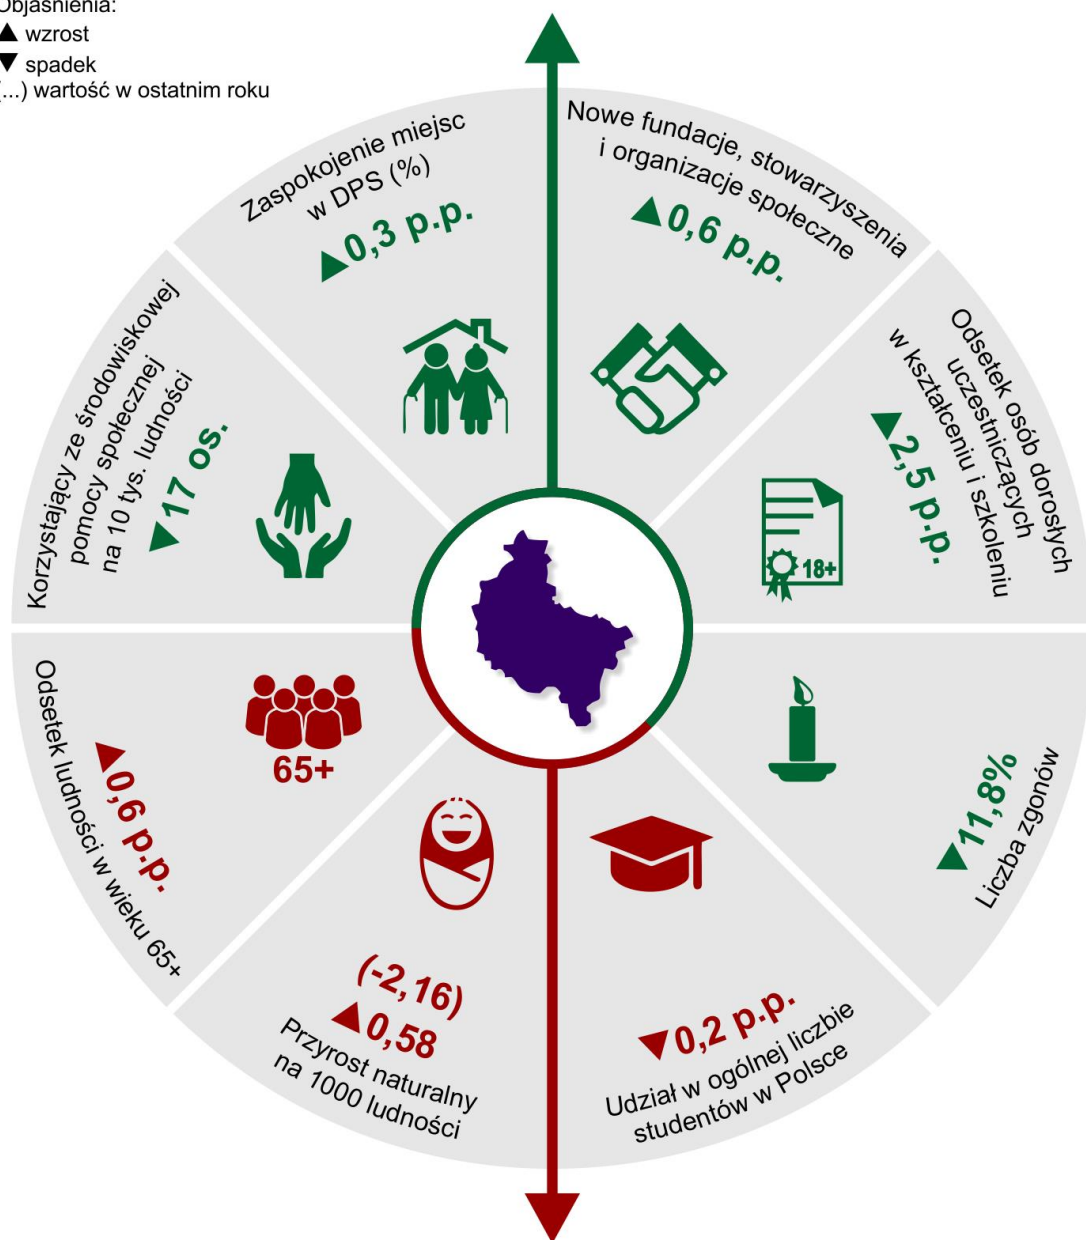 Objaśnienia:
▲ wzrost
▼ spadek
(...) wartość w ostatnim roku
Zaspokojenie miejsc
w DPS (%)
▲0,3 p.p.
Nowe fundacje, stowarzyszenia
i organizacje społeczne
▲0,6 p.p.
Odsetek osób dorosłych
uczestniczących
w kształceniu i szkoleniu
▲2,5 p.p.
18+
Korzystający ze środowiskowej
pomocy społecznej
na 10 tys. ludności
▼17 os.
65+
Odsetek ludności w wieku 65+
▲0,6 p.p.
(-2,16)
▲0,58
Przyrost naturalny
na 1000 ludności
▼0,2 p.p.
Udział w ogólnej liczbie
studentów w Polsce
▼11,8%
Liczba zgonów